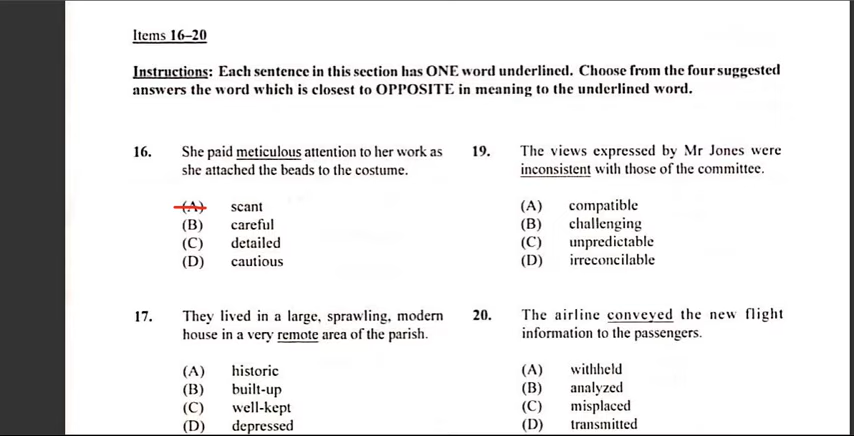 Items 16–20
Instructions: Each sentence in this section has ONE word underlined. Choose from the four suggested
answers the word which is closest to OPPOSITE in meaning to the underlined word.
16. She paid meticulous attention to her work as
she attached the beads to the costume.
(A) scant
(B) careful
(C) detailed
(D) cautious
17. They lived in a large, sprawling, modern
house in a very remote area of the parish.
(A) historic
(B) built-up
(C) well-kept
(D) depressed
19. The views expressed by Mr Jones were
inconsistent with those of the committee.
(A) compatible
(B) challenging
(C) unpredictable
(D) irreconcilable
20. The airline conveyed the new flight
information to the passengers.
(A) withheld
(B) analyzed
(C) misplaced
(D) transmitted